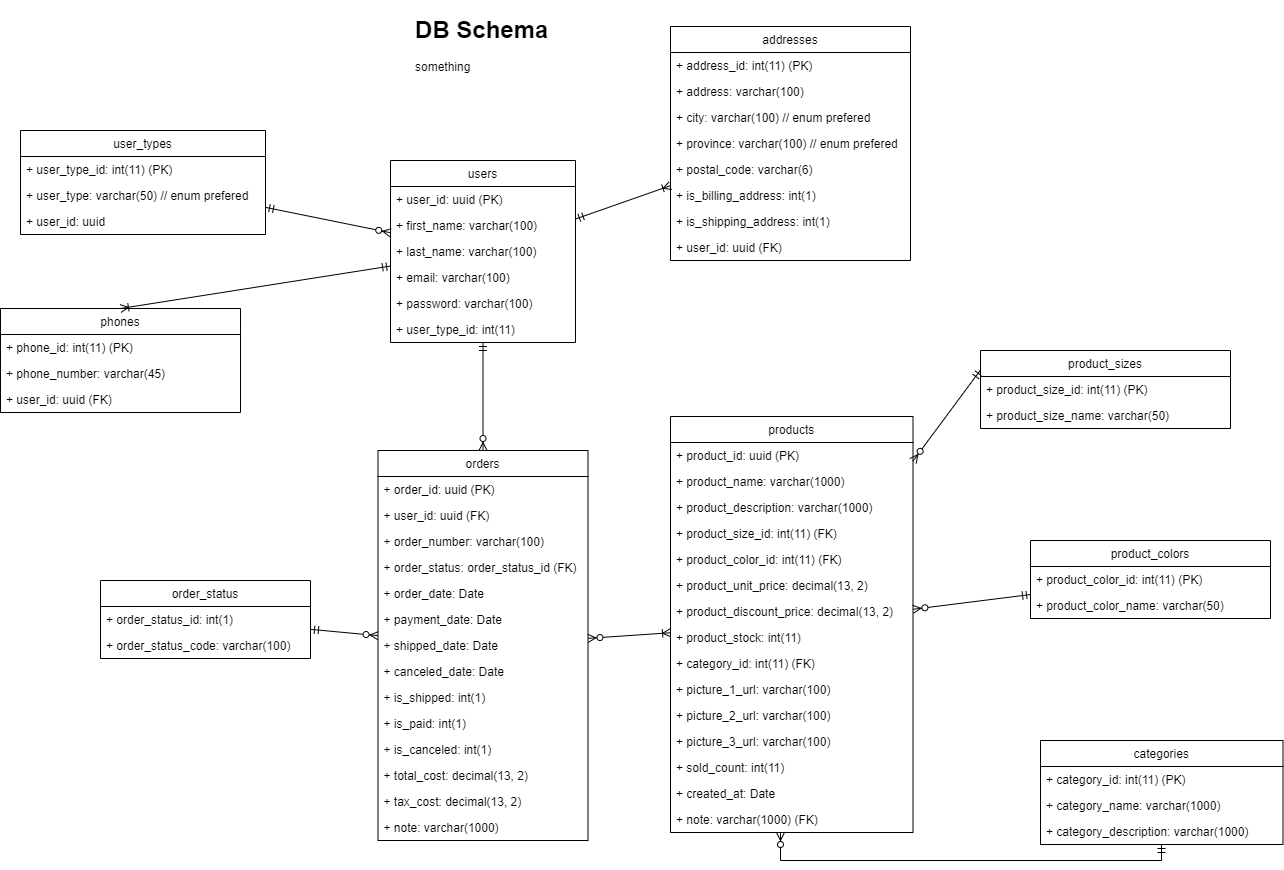 DB Schema
something
addresses
+ address_id: int(11) (PK)
+ address: varchar(100)
+ city: varchar(100) // enum prefered
+ province: varchar(100) // enum prefered
+ postal_code: varchar(6)
+ is_billing_address: int(1)
+ is_shipping_address: int(1)
+ user_id: uuid (FK)
user_types
+ user_type_id: int(11) (PK)
+ user_type: varchar(50) // enum prefered
+ user_id: uuid
users
+ user_id: uuid (PK)
+ first_name: varchar(100)
+ last_name: varchar(100)
+ email: varchar(100)
+ password: varchar(100)
+ user_type_id: int(11)
phones
+ phone_id: int(11) (PK)
+ phone_number: varchar(45)
+ user_id: uuid (FK)
product_sizes
+ product_size_id: int(11) (PK)
+ product_size_name: varchar(50)
products
+ product_id: uuid (PK)
+ product_name: varchar(1000)
+ product_description: varchar(1000)
+ product_size_id: int(11) (FK)
+ product_color_id: int(11) (FK)
+ product_unit_price: decimal(13, 2)
+ product_discount_price: decimal(13, 2)
+ product_stock: int(11)
+ category_id: int(11) (FK)
+ picture_1_url: varchar(100)
+ picture_2_url: varchar(100)
+ picture_3_url: varchar(100)
+ sold_count: int(11)
+ created_at: Date
+ note: varchar(1000) (FK)
orders
+ order_id: uuid (PK)
+ user_id: uuid (FK)
+ order_number: varchar(100)
+ order_status: order_status_id (FK)
+ order_date: Date
+ payment_date: Date
+ shipped_date: Date
+ canceled_date: Date
+ is_shipped: int(1)
+ is_paid: int(1)
+ is_canceled: int(1)
+ total_cost: decimal(13, 2)
+ tax_cost: decimal(13, 2)
+ note: varchar(1000)
product_colors
+ product_color_id: int(11) (PK)
+ product_color_name: varchar(50)
order_status
+ order_status_id: int(1)
+ order_status_code: varchar(100)
categories
+ category_id: int(11) (PK)
+ category_name: varchar(1000)
+ category_description: varchar(1000)